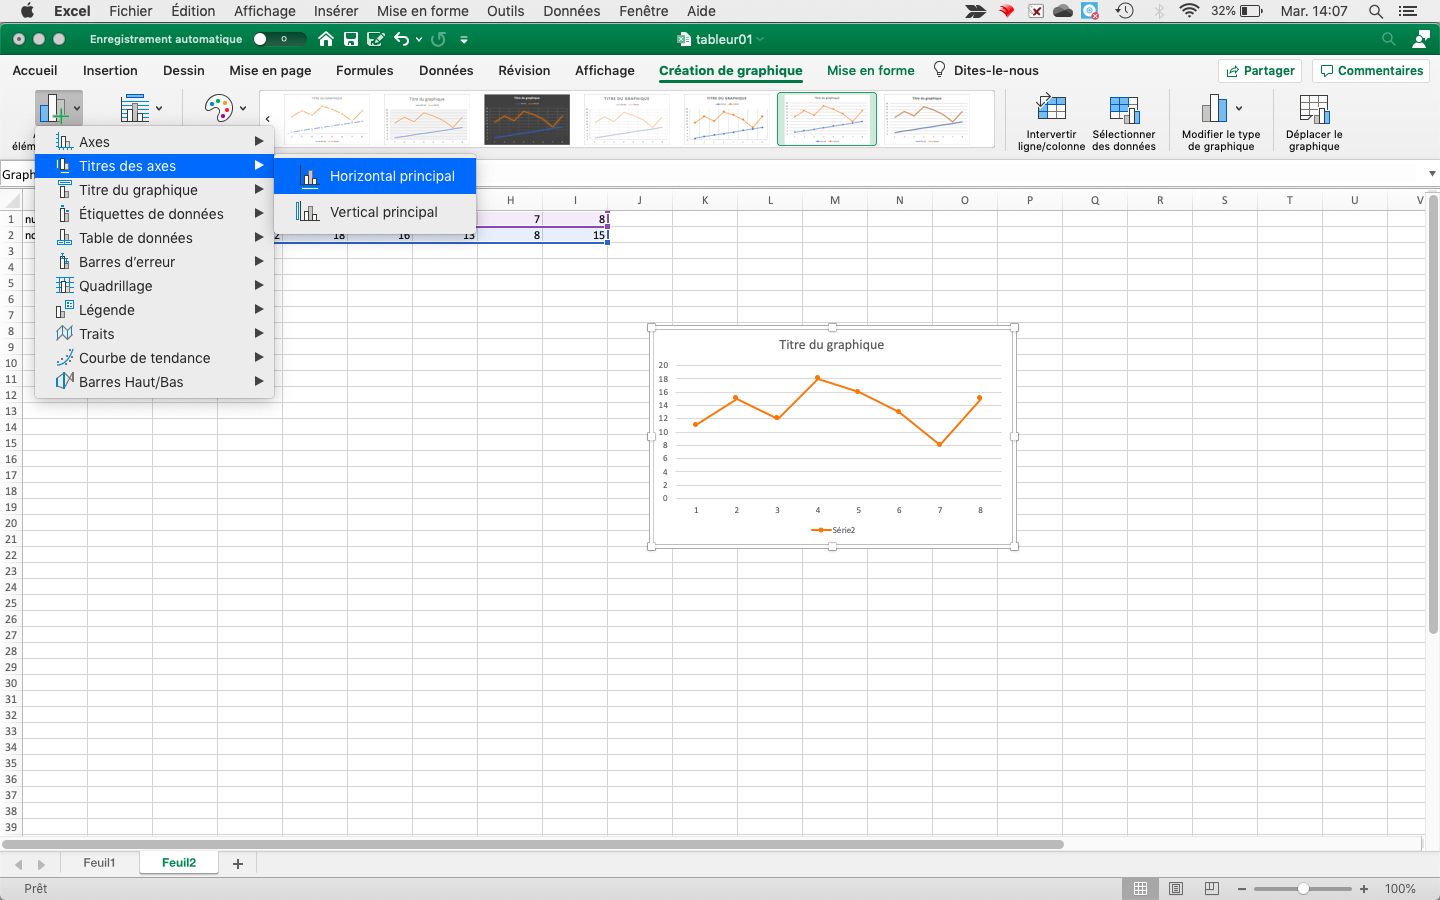 Excel Fichier Édition Affichage Insérer Mise en forme Outils Données Fenêtre Aide 32% Mar. 14:07
Enregistrement automatique tableur01
Accueil Insertion Dessin Mise en page Formules Données Révision Affichage Création de graphique Mise en forme Dites-le-nous Partager Commentaires
Intervertir ligne/colonne
Sélectionner des données
Modifier le type de graphique
Déplacer le graphique
Graph
Axes
Titres des axes
Titre du graphique
Étiquettes de données
Table de données
Barres d'erreur
Quadrillage
Légende
Traits
Courbe de tendance
Barres Haut/Bas
Horizontal principal
Vertical principal
H I J K L M N O P Q R S T U V
1 7 8
2 18 16 13 8 15
3
4
5
6
7
8
9
10
11
12
13
14
15
16
17
18
19
20
21
22
23
24
25
26
27
28
29
30
31
32
33
34
35
36
37
38
39
Titre du graphique
20
18
16
14
12
10
8
6
4
2
0
1 2 3 4 5 6 7 8
Série2
Feuil1 Feuil2 +
Prêt 100%